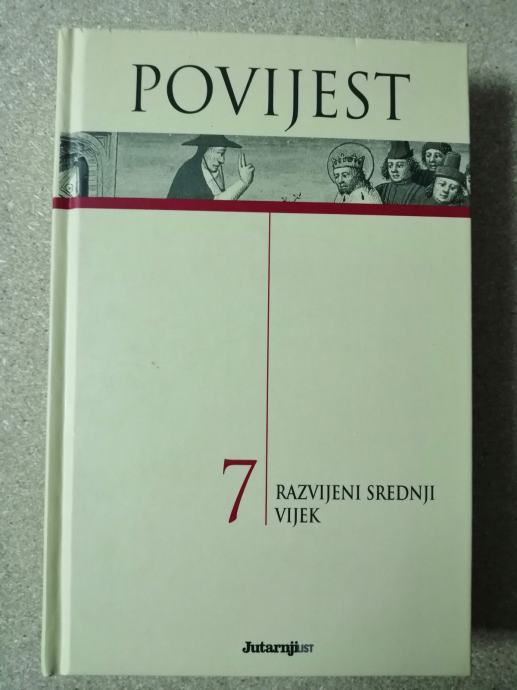 POVIJEST
7
RAZVIJENI SREDNJI
VIJEK
JutarnjiLIST